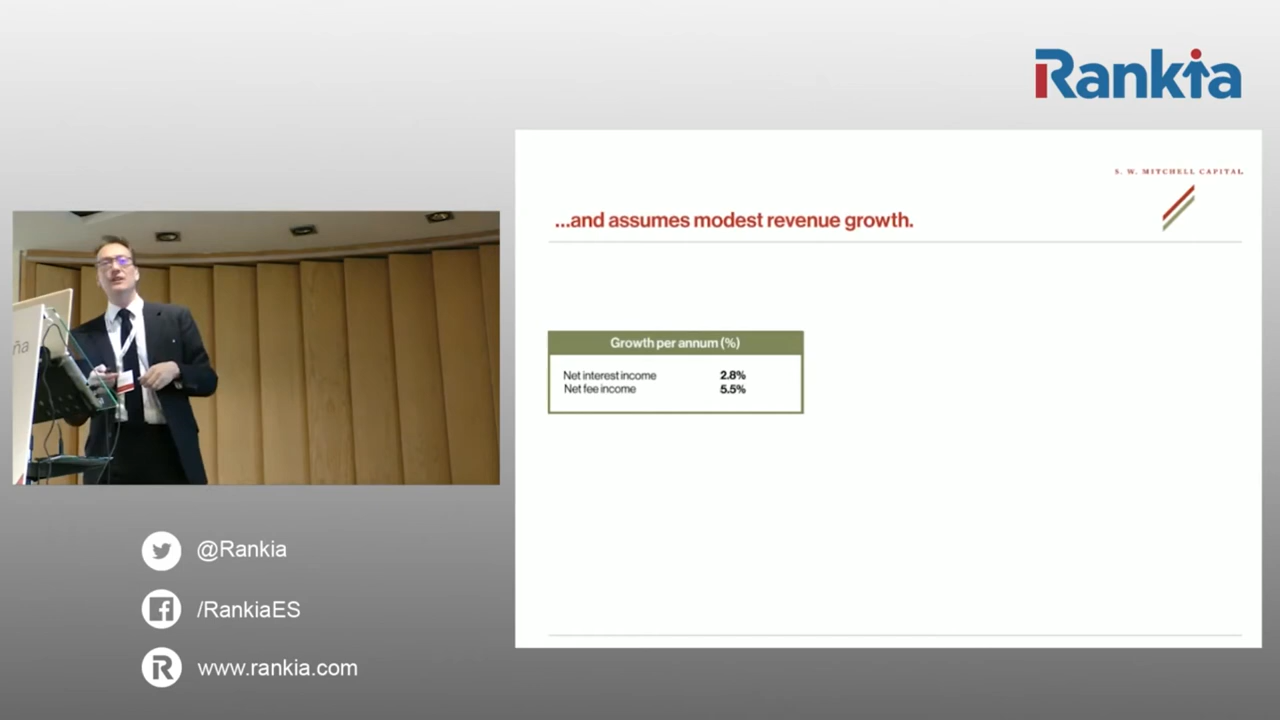 Rankia
S. W. MITCHELL CAPITAL
...and assumes modest revenue growth.
Growth per annum (%)
Net interest income 2.8%
Net fee income 5.5%
ña
@Rankia
/RankiaES
R www.rankia.com